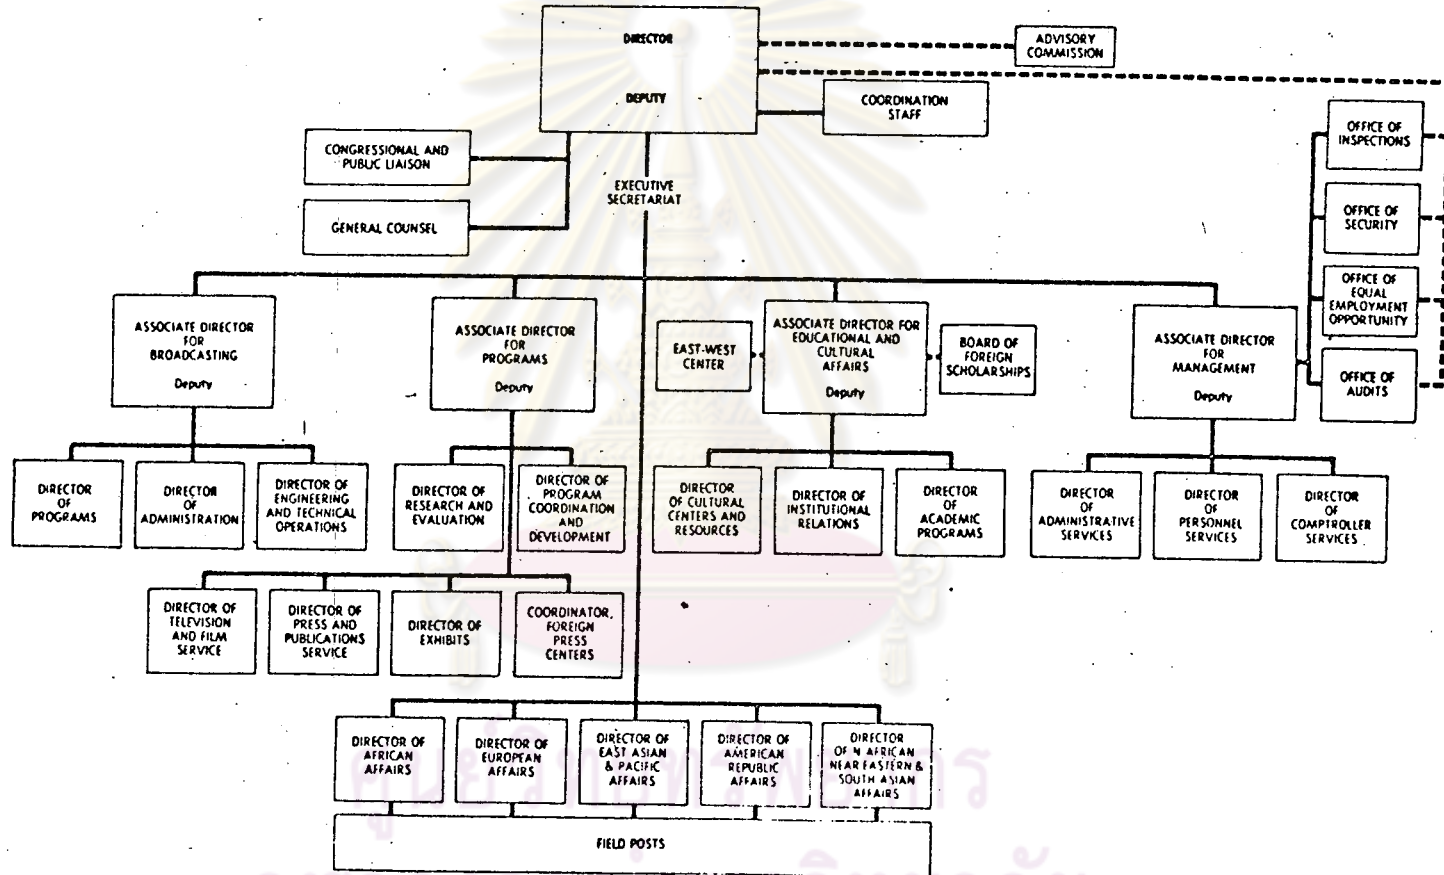 DIRECTOR
DEPUTY
ADVISORY
COMMISSION
COORDINATION
STAFF
CONGRESSIONAL AND
PUBLIC LIAISON
GENERAL COUNSEL
EXECUTIVE
SECRETARIAT
OFFICE OF
INSPECTIONS
OFFICE OF
SECURITY
OFFICE OF
EQUAL
EMPLOYMENT
OPPORTUNITY
OFFICE OF
AUDITS
ASSOCIATE DIRECTOR
FOR
BROADCASTING
Deputy
ASSOCIATE DIRECTOR
FOR
PROGRAMS
Deputy
EAST-WEST
CENTER
ASSOCIATE DIRECTOR FOR
EDUCATIONAL AND
CULTURAL
AFFAIRS
Deputy
BOARD OF
FOREIGN
SCHOLARSHIPS
ASSOCIATE DIRECTOR
FOR
MANAGEMENT
Deputy
DIRECTOR
OF
PROGRAMS
DIRECTOR
OF
ADMINISTRATION
DIRECTOR OF
ENGINEERING
AND TECHNICAL
OPERATIONS
DIRECTOR OF
RESEARCH AND
EVALUATION
DIRECTOR OF
PROGRAM
COORDINATION
AND
DEVELOPMENT
DIRECTOR
OF CULTURAL
CENTERS AND
RESOURCES
DIRECTOR OF
INSTITUTIONAL
RELATIONS
DIRECTOR
OF
ACADEMIC
PROGRAMS
DIRECTOR
OF
ADMINISTRATIVE
SERVICES
DIRECTOR
OF
PERSONNEL
SERVICES
DIRECTOR
OF
COMPTROLLER
SERVICES
DIRECTOR OF
TELEVISION
AND FILM
SERVICE
DIRECTOR OF
PRESS AND
PUBLICATIONS
SERVICE
DIRECTOR OF
EXHIBITS
COORDINATOR,
FOREIGN
PRESS
CENTERS
DIRECTOR OF
AFRICAN
AFFAIRS
DIRECTOR OF
EUROPEAN
AFFAIRS
DIRECTOR OF
EAST ASIAN
& PACIFIC
AFFAIRS
DIRECTOR OF
AMERICAN
REPUBLIC
AFFAIRS
DIRECTOR
OF N AFRICAN
NEAR EASTERN &
SOUTH ASIAN
AFFAIRS
FIELD POSTS